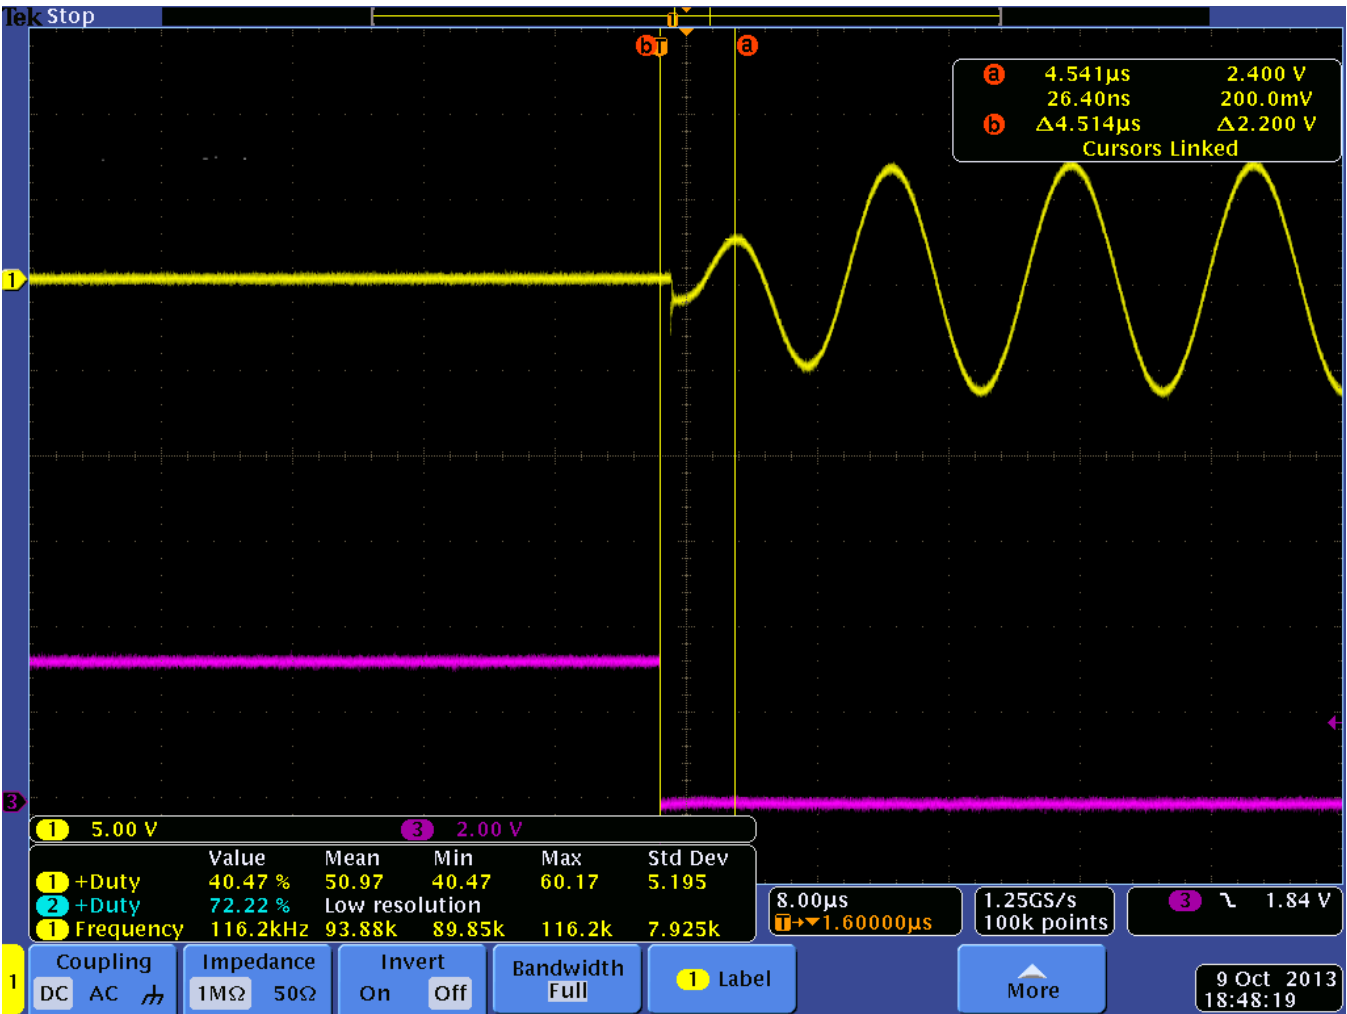 Tek Stop
T
b T a
a 4.541µs 2.400 V
26.40ns 200.0mV
b Δ4.514µs Δ2.200 V
Cursors Linked
1
3
1 5.00 V 3 2.00 V
Value Mean Min Max Std Dev
1 +Duty 40.47 % 50.97 40.47 60.17 5.195
2 +Duty 72.22 % Low resolution
1 Frequency 116.2kHz 93.88k 89.85k 116.2k 7.925k
8.00µs
T→▼1.60000µs
1.25GS/s
100k points
3 1.84 V
1
Coupling
DC AC
Impedance
1MΩ 50Ω
Invert
On Off
Bandwidth
Full
1 Label
More
9 Oct 2013
18:48:19